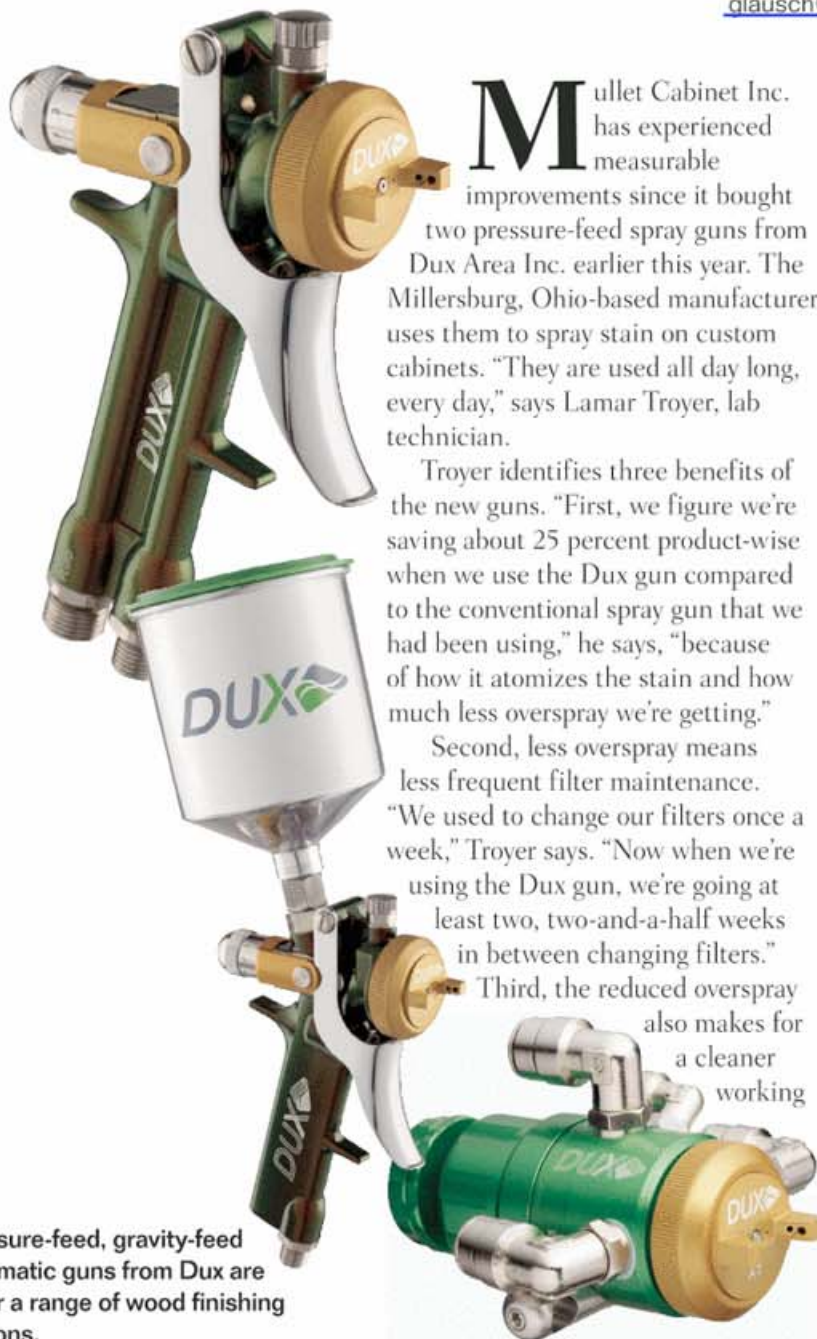 glausch
Mullet Cabinet Inc.
has experienced
measurable
improvements since it bought
two pressure-feed spray guns from
Dux Area Inc. earlier this year. The
Millersburg, Ohio-based manufacturer
uses them to spray stain on custom
cabinets. “They are used all day long,
every day,” says Lamar Troyer, lab
technician.
Troyer identifies three benefits of
the new guns. “First, we figure we’re
saving about 25 percent product-wise
when we use the Dux gun compared
to the conventional spray gun that we
had been using,” he says, “because
of how it atomizes the stain and how
much less overspray we’re getting.”
Second, less overspray means
less frequent filter maintenance.
“We used to change our filters once a
week,” Troyer says. “Now when we’re
using the Dux gun, we’re going at
least two, two-and-a-half weeks
in between changing filters.”
Third, the reduced overspray
also makes for
a cleaner
working
DUX
DUX
DUX
DUX
DUX
DUX
sure-feed, gravity-feed
matic guns from Dux are
r a range of wood finishing
ons.